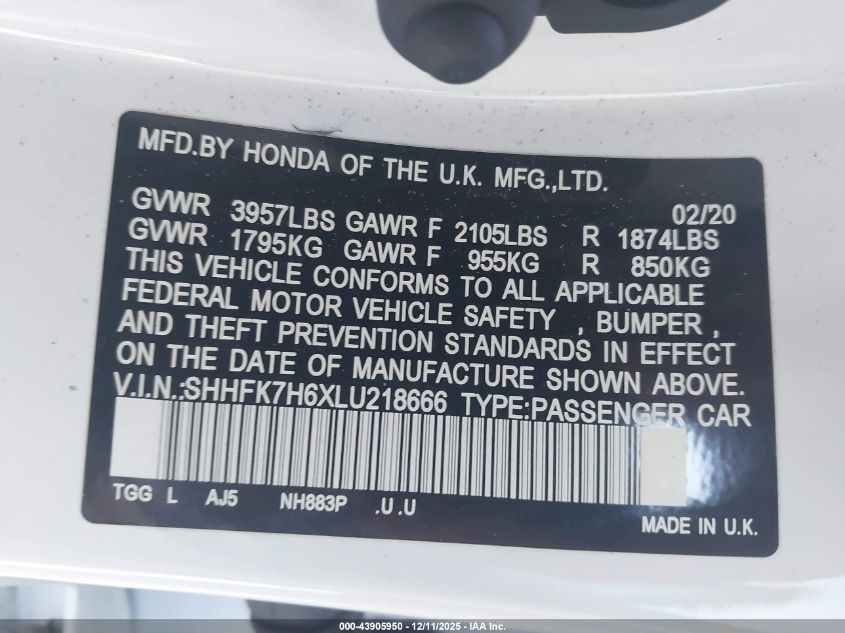 MFD.BY HONDA OF THE U.K. MFG.,LTD.
02/20
GVWR 3957LBS GAWR F 2105LBS R 1874LBS
GVWR 1795KG GAWR F 955KG R 850KG
THIS VEHICLE CONFORMS TO ALL APPLICABLE
FEDERAL MOTOR VEHICLE SAFETY , BUMPER ,
AND THEFT PREVENTION STANDARDS IN EFFECT
ON THE DATE OF MANUFACTURE SHOWN ABOVE.
V.I.N.:SHHFK7H6XLU218666 TYPE:PASSENGER CAR
TGG L AJ5 NH883P .U .U
MADE IN U.K.
000-43905950 - 12/11/2025 - IAA Inc.